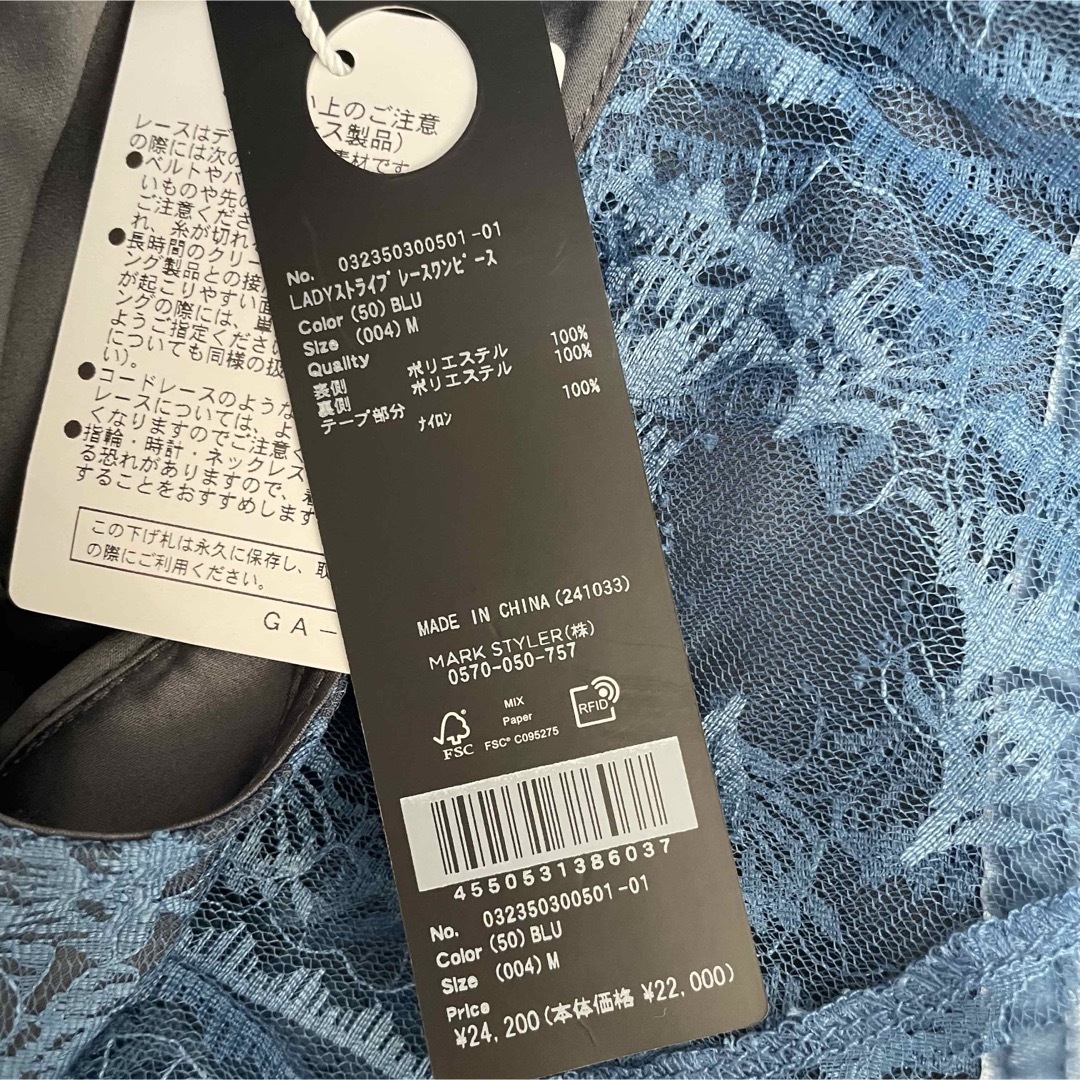 い上のご注意
ス製品）
レースはデ
素材です
の際には次の
●ベルトやバ
いものや先の
ご注意くださ
れ、糸が切れ
●長時間のクリー
ング製品との接
が起こりやすい
ングの際には、単
ようご指定ください
についても同様の扱
い）。
●コードレースのような
レースについては、よ
くなりますのでご注意く
●指輪・時計・ネックレス
る恐れがありますので、着
することをおすすめします
この下げ札は永久に保存し、取
の際にご利用ください。
GA-
No. 032350300501-01
LADYストライプ レースワンピース
Color (50) BLU
Size (004) M
Quality
表側 ポリエステル 100%
裏側 ポリエステル 100%
テープ部分 ナイロン 100%
MADE IN CHINA (241033)
MARK STYLER(株)
0570-050-757
FSC
MIX
Paper
FSC® C095275
RFID
4550531386037
No. 032350300501-01
Color (50) BLU
Size (004) M
Price
¥24,200(本体価格 ¥22,000)